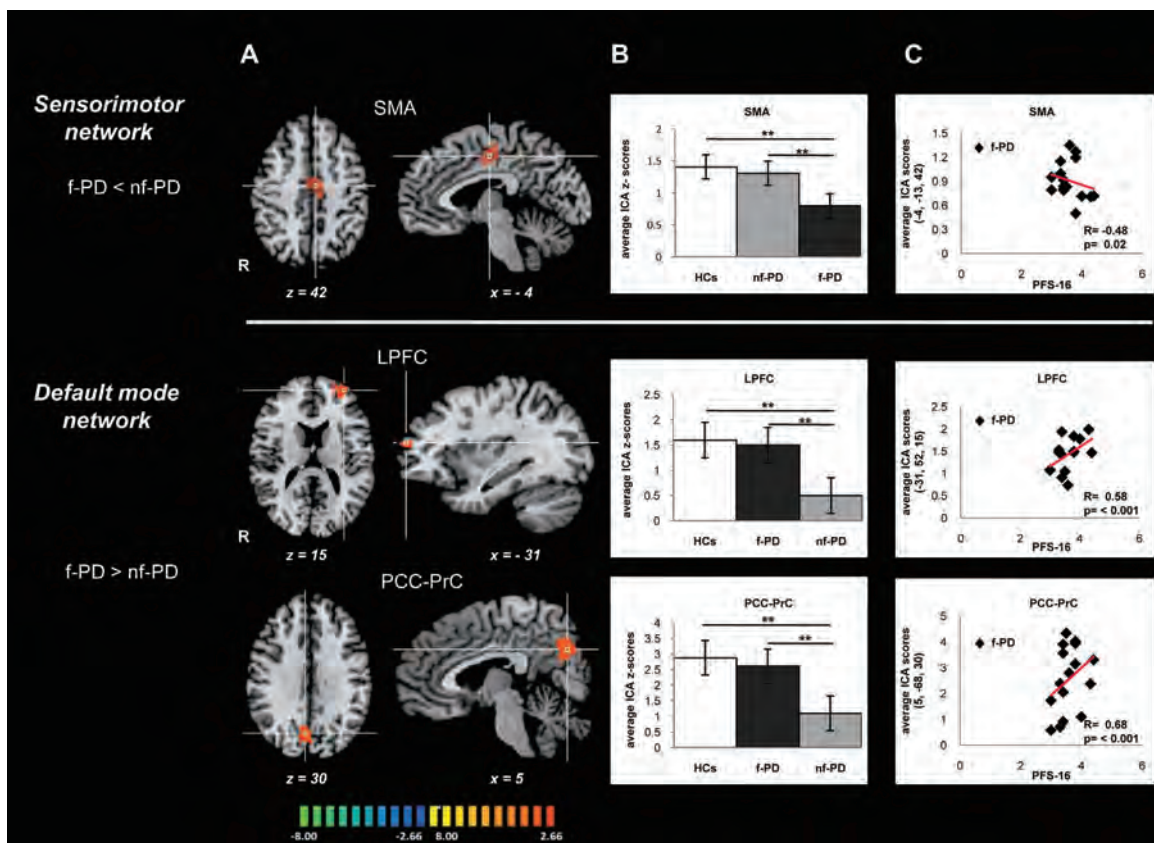 A
B
C
Sensorimotor
network
f-PD < nf-PD
SMA
R
z = 42
x = - 4
SMA
average ICA z- scores
2
1.5
1
0.5
0
**
**
HCs
nf-PD
f-PD
SMA
average ICA scores
(-4, -13, 42)
1.5
1.3
1.1
0.9
0.6
0.4
0.2
0
f-PD
R= -0.48
p= 0.02
0
2
4
6
PFS-16
Default mode
network
LPFC
R
z = 15
x = - 31
LPFC
average ICA z-scores
2.5
2
1.5
1
0.5
0
**
**
HCs
f-PD
nf-PD
LPFC
average ICA scores
(-31, 52, 15)
2.5
2
1.5
1
0.5
0
f-PD
R= 0.58
p= < 0.001
0
2
4
6
PFS-16
f-PD > nf-PD
PCC-PrC
z = 30
x = 5
PCC-PrC
average ICA z-scores
4
3.5
3
2.5
2
1.5
1
0.5
0
**
**
HCs
f-PD
nf-PD
PCC-PrC
average ICA scores
(5, -68, 30)
5
4
3
2
1
0
f-PD
R= 0.68
p= < 0.001
0
2
4
6
PFS-16
-8.00
-2.66
8.00
2.66